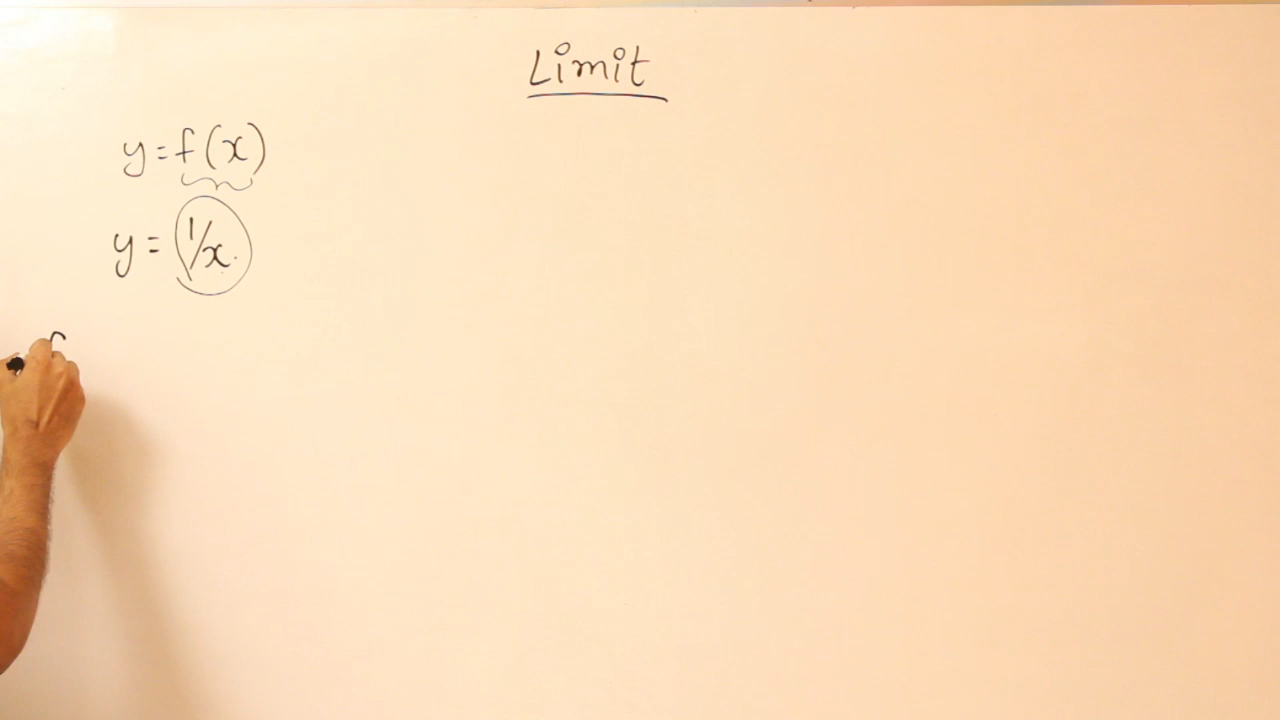 Limit
y=f(x)
y = 1/x